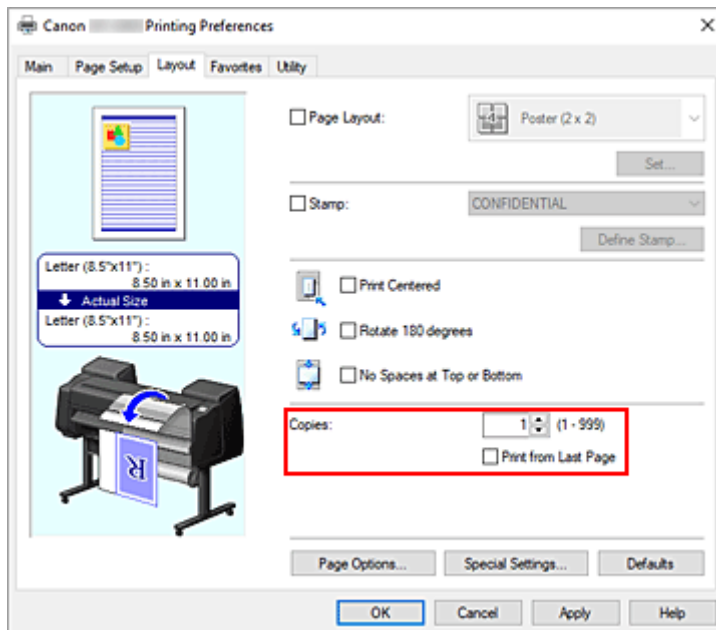 Canon Printing Preferences
Main Page Setup Layout Favorites Utility
Page Layout: Poster (2 x 2)
Set...
Stamp: CONFIDENTIAL
Define Stamp...
Letter (8.5"x11") :
8.50 in x 11.00 in
Actual Size
Letter (8.5"x11") :
8.50 in x 11.00 in
Print Centered
Rotate 180 degrees
No Spaces at Top or Bottom
Copies: 1 (1 - 999)
Print from Last Page
R
Page Options... Special Settings... Defaults
OK Cancel Apply Help